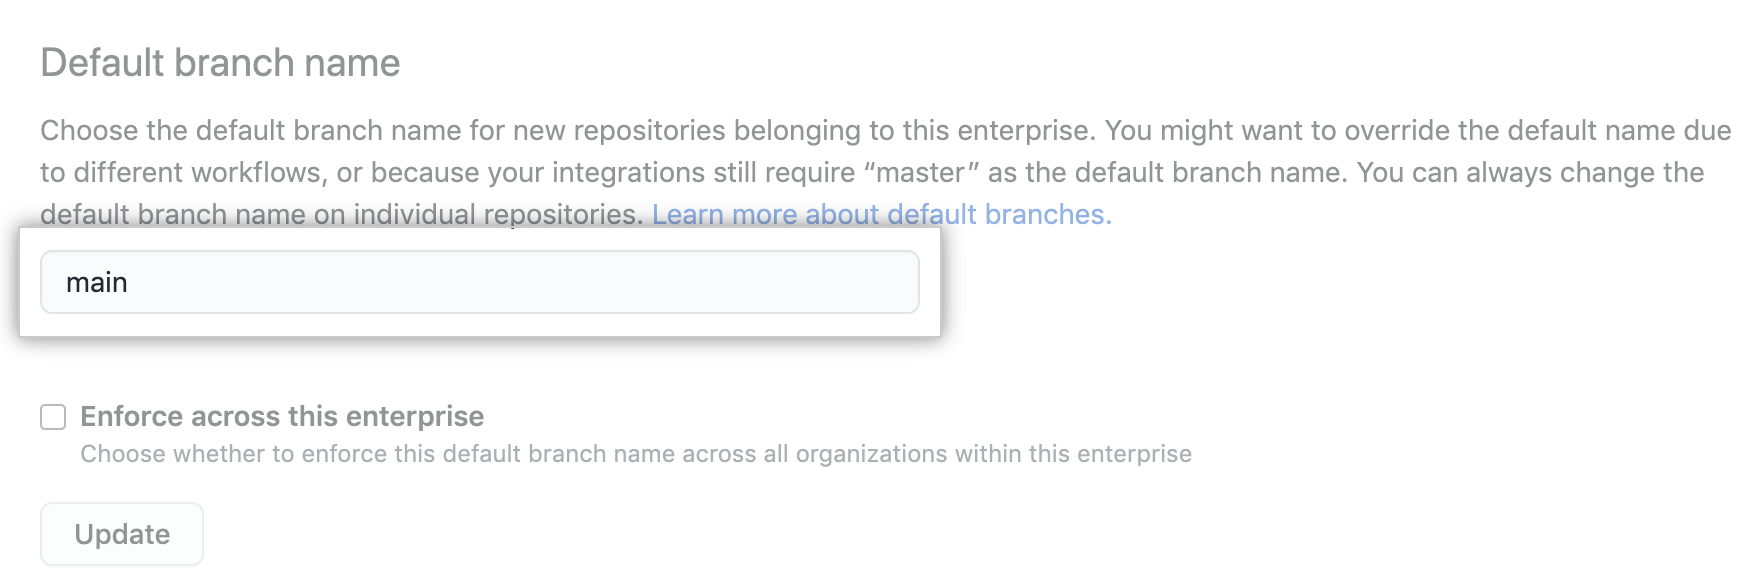 Default branch name
Choose the default branch name for new repositories belonging to this enterprise. You might want to override the default name due
to different workflows, or because your integrations still require “master” as the default branch name. You can always change the
default branch name on individual repositories. Learn more about default branches.
main
Enforce across this enterprise
Choose whether to enforce this default branch name across all organizations within this enterprise
Update